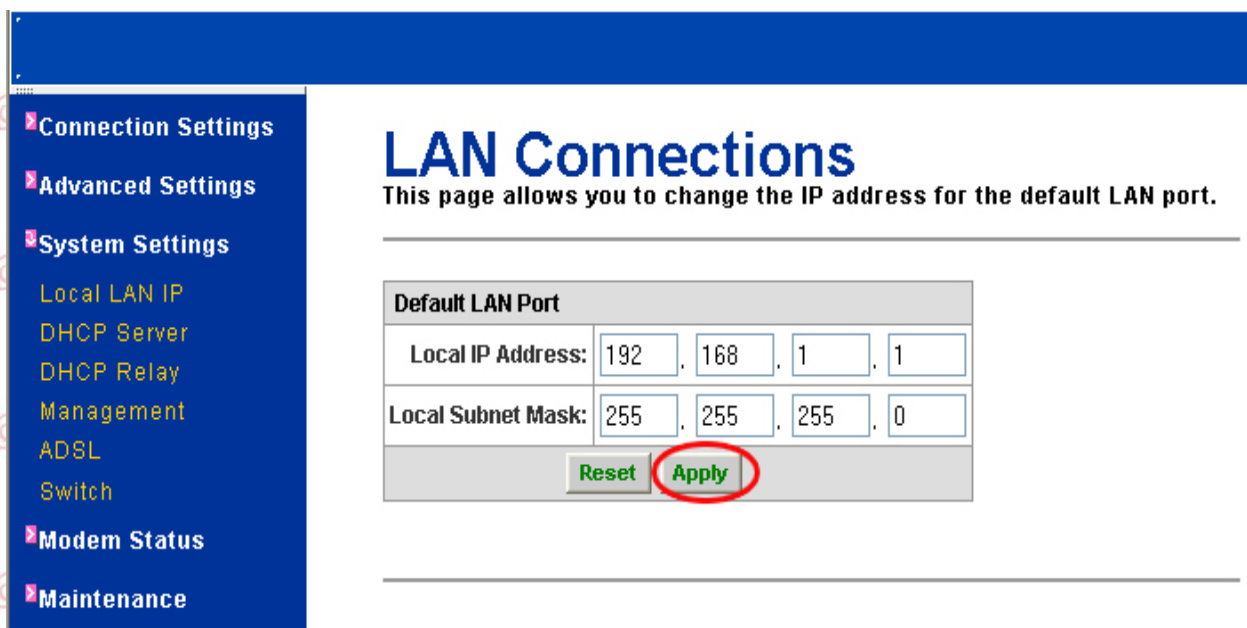 Connection Settings
Advanced Settings
System Settings
Local LAN IP
DHCP Server
DHCP Relay
Management
ADSL
Switch
Modem Status
Maintenance
LAN Connections
This page allows you to change the IP address for the default LAN port.
Default LAN Port
Local IP Address: 192 . 168 . 1 . 1
Local Subnet Mask: 255 . 255 . 255 . 0
Reset Apply